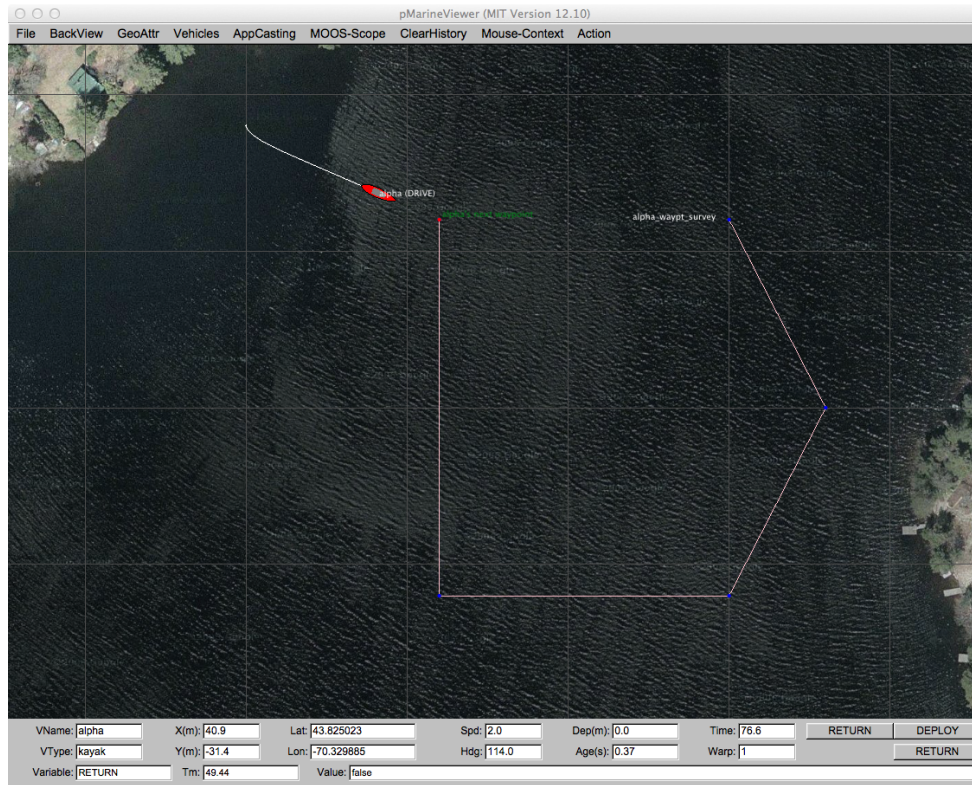 pMarineViewer (MIT Version 12.10)
File BackView GeoAttr Vehicles AppCasting MOOS-Scope ClearHistory Mouse-Context Action
alpha (DRIVE)
alpha's next waypoint
alpha_waypt_survey
VName: alpha X(m): 40.9 Lat: 43.825023 Spd: 2.0 Dep(m): 0.0 Time: 76.6 RETURN DEPLOY
VType: kayak Y(m): -31.4 Lon: -70.329885 Hdg: 114.0 Age(s): 0.37 Warp: 1 RETURN
Variable: RETURN Tm: 49.44 Value: false